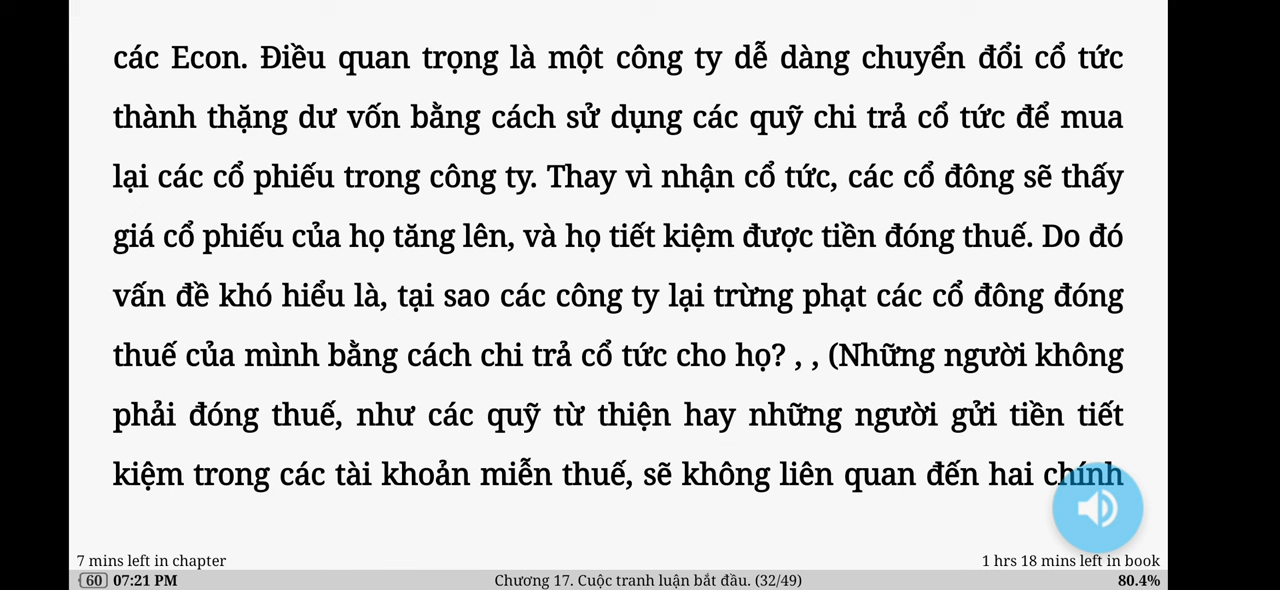 các Econ. Điều quan trọng là một công ty dễ dàng chuyển đổi cổ tức
thành thặng dư vốn bằng cách sử dụng các quỹ chi trả cổ tức để mua
lại các cổ phiếu trong công ty. Thay vì nhận cổ tức, các cổ đông sẽ thấy
giá cổ phiếu của họ tăng lên, và họ tiết kiệm được tiền đóng thuế. Do đó
vấn đề khó hiểu là, tại sao các công ty lại trừng phạt các cổ đông đóng
thuế của mình bằng cách chi trả cổ tức cho họ? , , (Những người không
phải đóng thuế, như các quỹ từ thiện hay những người gửi tiền tiết
kiệm trong các tài khoản miễn thuế, sẽ không liên quan đến hai chính
7 mins left in chapter 1 hrs 18 mins left in book
60 07:21 PM Chương 17. Cuộc tranh luận bắt đầu. (32/49) 80.4%